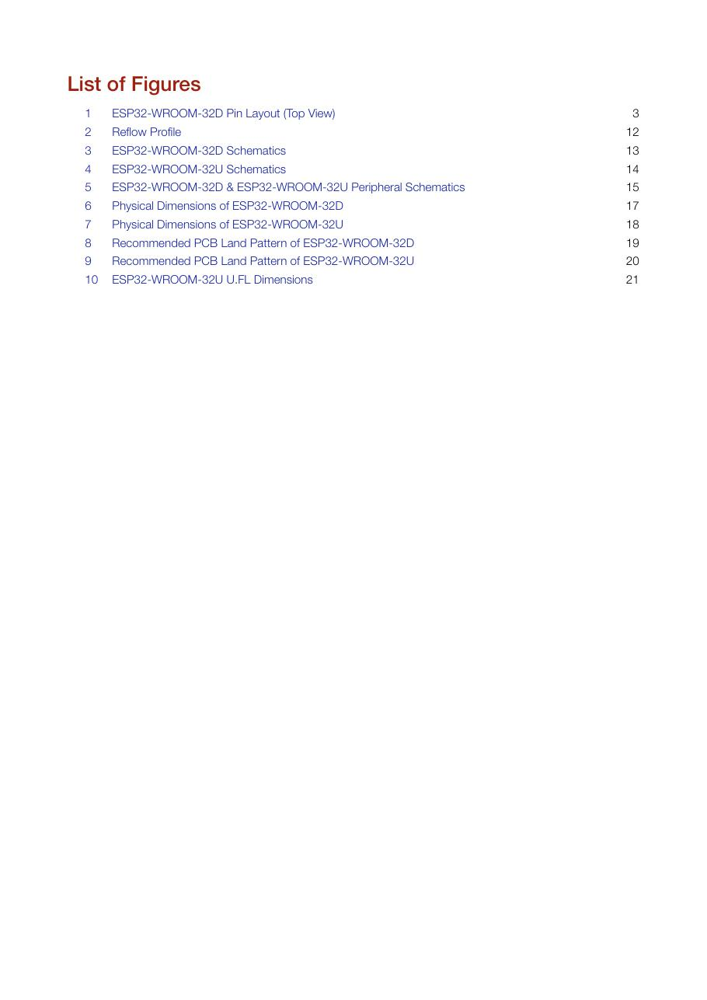 List of Figures
1 ESP32-WROOM-32D Pin Layout (Top View) 3
2 Reflow Profile 12
3 ESP32-WROOM-32D Schematics 13
4 ESP32-WROOM-32U Schematics 14
5 ESP32-WROOM-32D & ESP32-WROOM-32U Peripheral Schematics 15
6 Physical Dimensions of ESP32-WROOM-32D 17
7 Physical Dimensions of ESP32-WROOM-32U 18
8 Recommended PCB Land Pattern of ESP32-WROOM-32D 19
9 Recommended PCB Land Pattern of ESP32-WROOM-32U 20
10 ESP32-WROOM-32U U.FL Dimensions 21